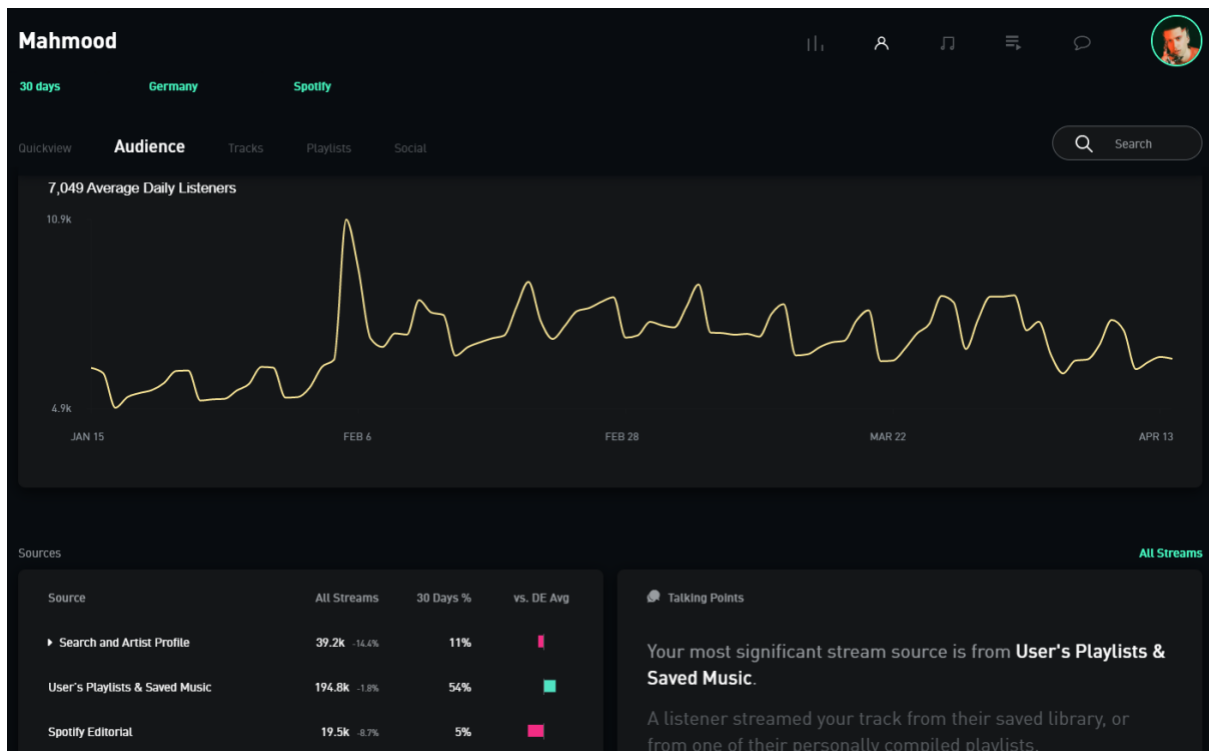 Mahmood
30 days Germany Spotify
Quickview Audience Tracks Playlists Social
Search
7,049 Average Daily Listeners
10.9k
4.9k
JAN 15 FEB 6 FEB 28 MAR 22 APR 13
Sources
All Streams
Source All Streams 30 Days % vs. DE Avg
Search and Artist Profile 39.2k -14.4% 11%
User's Playlists & Saved Music 194.8k -1.8% 54%
Spotify Editorial 19.5k -8.7% 5%
Talking Points
Your most significant stream source is from User's Playlists &
Saved Music.
A listener streamed your track from their saved library, or
from one of their personally compiled playlists.